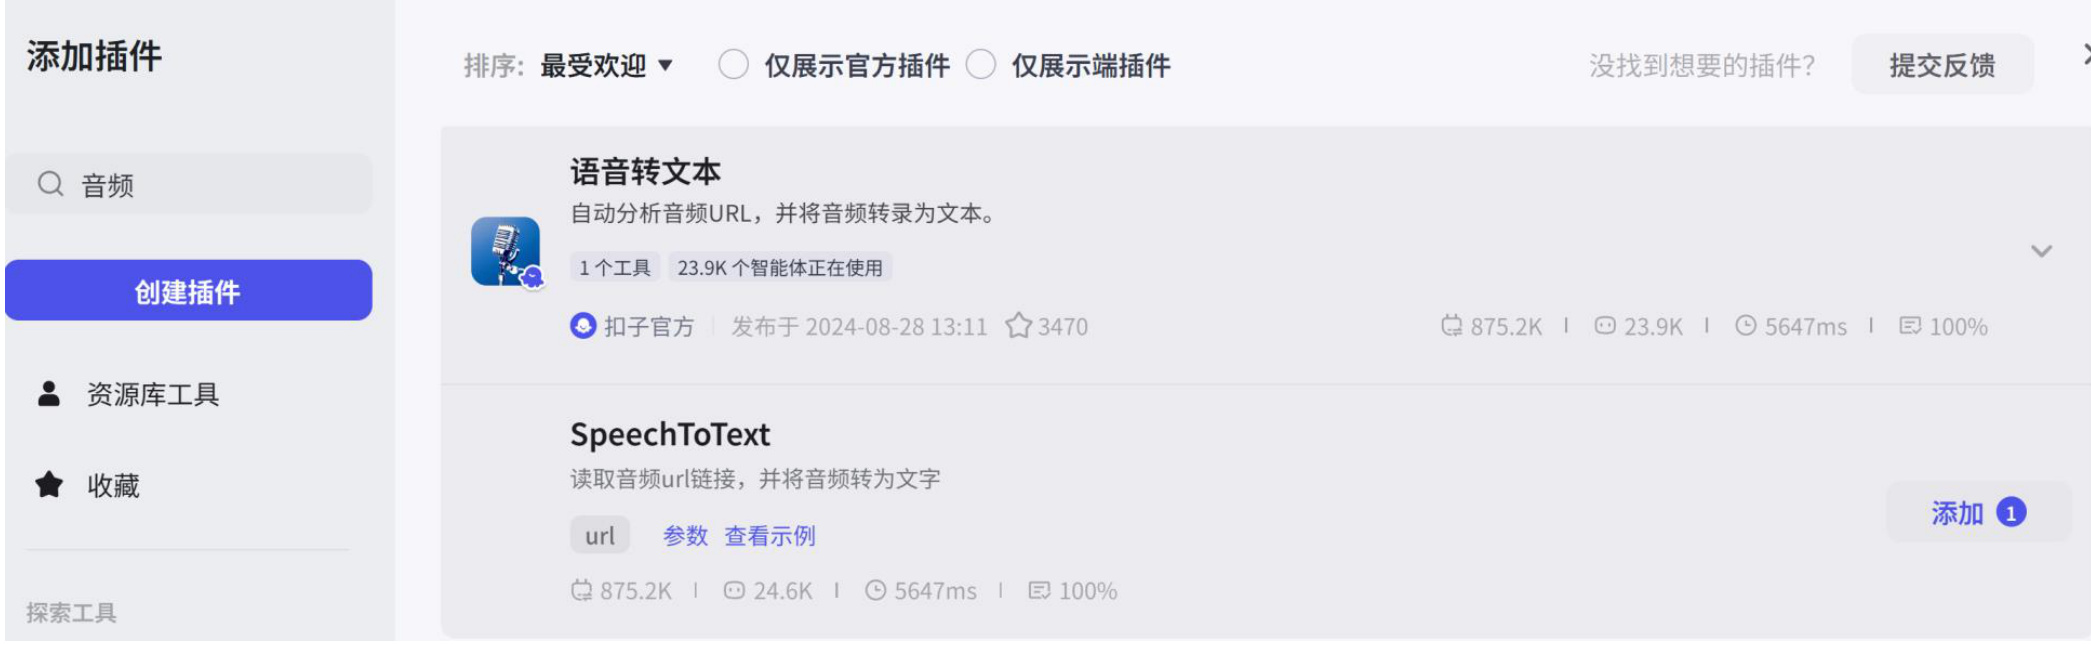 添加插件
音频
创建插件
资源库工具
收藏
探索工具
排序: 最受欢迎 仅展示官方插件 仅展示端插件 没找到想要的插件? 提交反馈
语音转文本
自动分析音频URL，并将音频转录为文本。
1 个工具 23.9K 个智能体正在使用
扣子官方 发布于 2024-08-28 13:11 3470 875.2K 23.9K 5647ms 100%
SpeechToText
读取音频url链接，并将音频转为文字
url 参数 查看示例
添加 1
875.2K 24.6K 5647ms 100%